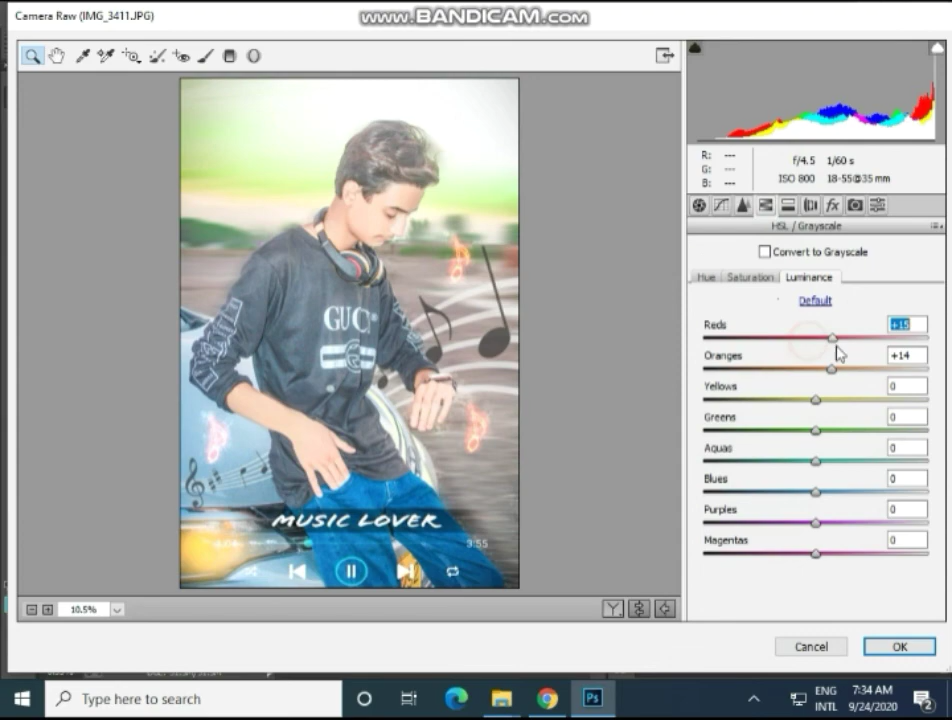 Camera Raw (IMG_3411.JPG)
www.BANDICAM.com
R: ---
G: ---
B: ---
f/4.5 1/60 s
ISO 800 18-55@35 mm
fx
HSL / Grayscale
Convert to Grayscale
Hue Saturation Luminance
Default
Reds +15
Oranges +14
Yellows 0
Greens 0
Aquas 0
Blues 0
Purples 0
Magentas 0
GUCCI
MUSIC LOVER
3:55
10.5%
Y
Cancel OK
Type here to search
Ps
ENG 7:34 AM
INTL 9/24/2020
2